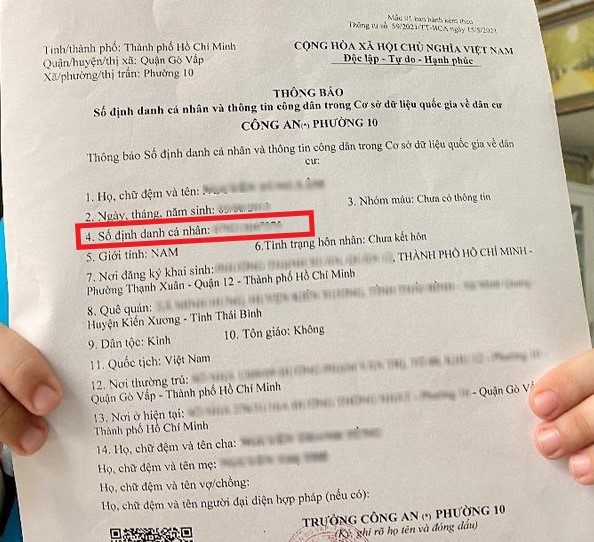 Mẫu 01 ban hành kèm theo
Thông tư số 59/2021/TT-BCA ngày 15/5/2021
Tỉnh/thành phố: Thành phố Hồ Chí Minh
Quận/huyện/thị xã: Quận Gò Vấp
Xã/phường/thị trấn: Phường 10
CỘNG HÒA XÃ HỘI CHỦ NGHĨA VIỆT NAM
Độc lập - Tự do - Hạnh phúc
THÔNG BÁO
Số định danh cá nhân và thông tin công dân trong Cơ sở dữ liệu quốc gia về dân cư
CÔNG AN(*) PHƯỜNG 10
Thông báo Số định danh cá nhân và thông tin công dân trong Cơ sở dữ liệu quốc gia về dân
cư:
1. Họ, chữ đệm và tên:
2. Ngày, tháng, năm sinh:
3. Nhóm máu: Chưa có thông tin
4. Số định danh cá nhân:
5. Giới tính: NAM
6.Tình trạng hôn nhân: Chưa kết hôn
7. Nơi đăng ký khai sinh: , THÀNH PHỐ HỒ CHÍ MINH -
Phường Thạnh Xuân - Quận 12 - Thành phố Hồ Chí Minh
8. Quê quán:
Huyện Kiến Xương - Tỉnh Thái Bình
9. Dân tộc: Kinh
10. Tôn giáo: Không
11. Quốc tịch: Việt Nam
12. Nơi thường trú:
Quận Gò Vấp - Thành phố Hồ Chí Minh
13. Nơi ở hiện tại: - Quận Gò Vấ
Thành phố Hồ Chí Minh
14. Họ, chữ đệm và tên cha:
Họ, chữ đệm và tên mẹ:
Họ, chữ đệm và tên vợ/chồng:
Họ, chữ đệm và tên người đại diện hợp pháp (nếu có):
TRƯỞNG CÔNG AN (*) PHƯỜNG 10
(Ký, ghi rõ họ tên và đóng dấu)